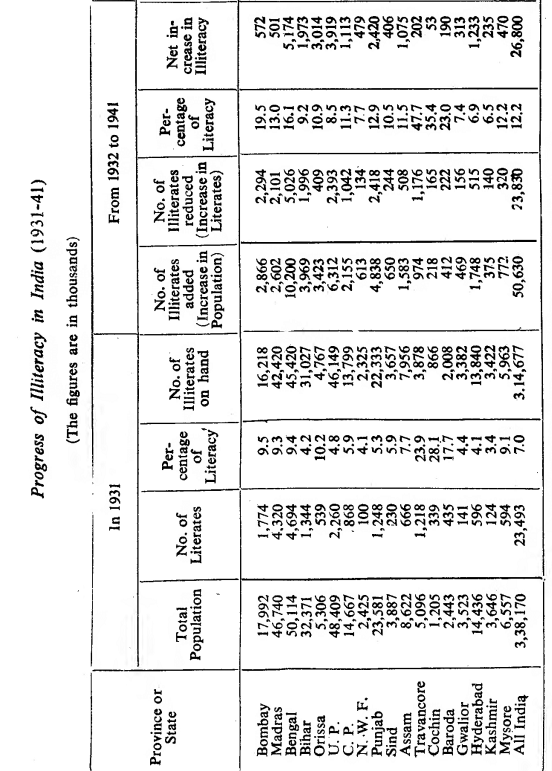 Progress of Illiteracy in India (1931-41)
(The figures are in thousands)
Province or State | In 1931 | From 1932 to 1941
Total Population | No. of Literates | Per-centage of Literacy | No. of Illiterates on hand | No. of Illiterates added (Increase in Population) | No. of Illiterates reduced (Increase in Literates) | Per-centage of Literacy | Net in-crease in Illiteracy
Bombay 17,992 1,774 9.5 16,218 2,866 2,294 19.5 572
Madras 46,740 4.320 9.3 42,420 2,602 2,101 13.0 501
Bengal 50,114 4,694 9.4 45,420 10,200 5,026 16.1 5,174
Bihar 32,371 1,344 4.2 31,027 3,969 1,996 9.2 1,973
Orissa 5,306 539 10.2 4,767 3,423 409 10.9 3,014
U. P. 48,409 2,260 4.8 46,149 6,312 2,393 8.5 3,919
C. P. 14,667 868 5.9 13,799 2,155 1,042 11.3 1,113
N. W. F. 2,425 100 4.1 2,325 613 134 7.7 479
Punjab 23,581 1,248 5.3 22,333 4,838 2,418 12.9 2,420
Sind 3,887 230 5.9 3,657 650 244 10.5 406
Assam 8,622 666 7.7 7,956 1,583 508 11.5 1,075
Travancore 5,096 1,218 23.9 3,878 974 1,176 47.7 202
Cochin 1,205 339 28.1 866 218 165 35.4 53
Baroda 2,443 435 17.7 2,008 412 222 23.0 190
Gwalior 3,523 141 4.4 3,382 469 156 7.4 313
Hyderabad 14,436 596 4.1 13,840 1,748 515 6.9 1,233
Kashmir 3,646 124 3.4 3,422 375 140 6.5 235
Mysore 6,557 594 9.1 5,963 772 320 12.2 470
All India 3,38,170 23,493 7.0 3,14,677 50,630 23,830 12.2 26,800